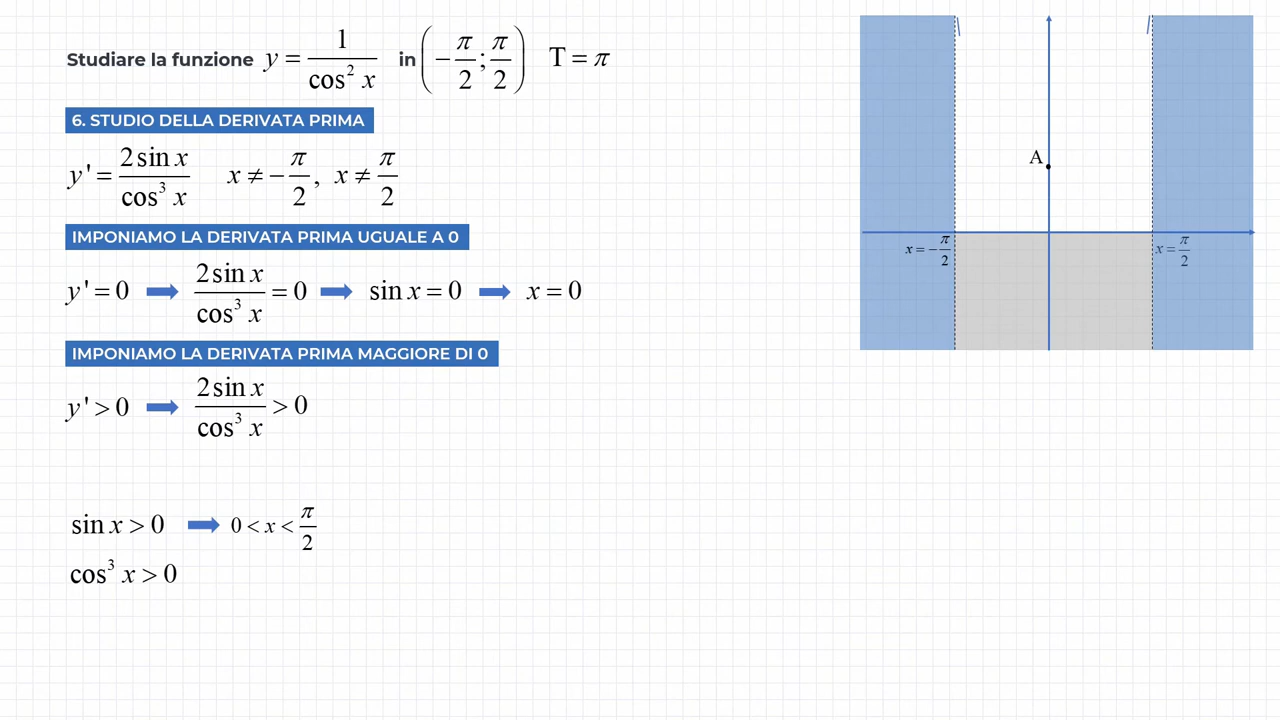 Studiare la funzione y = 1/cos² x in (−π/2; π/2) T = π
6. STUDIO DELLA DERIVATA PRIMA
y' = 2 sin x/cos³ x x ≠ −π/2, x ≠ π/2
IMPONIAMO LA DERIVATA PRIMA UGUALE A 0
y' = 0 2 sin x/cos³ x = 0 sin x = 0 x = 0
IMPONIAMO LA DERIVATA PRIMA MAGGIORE DI 0
y' > 0 2 sin x/cos³ x > 0
sin x > 0 0 < x < π/2
cos³ x > 0
A
x = −π/2
x = π/2